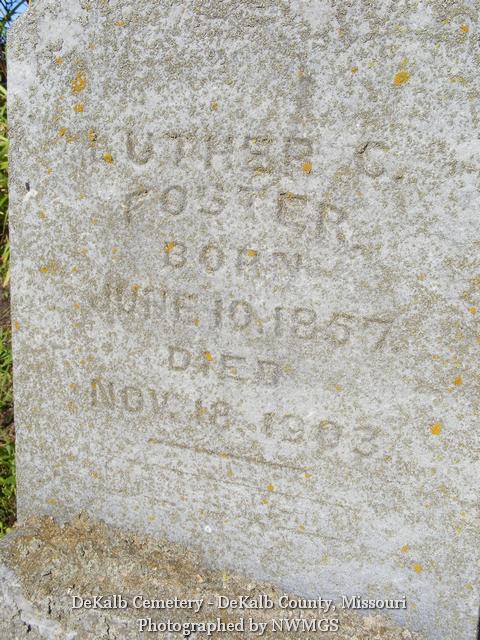 LUTHER C.
FOSTER
BORN
JUNE 10, 1857
DIED
NOV. 18, 1903
DeKalb Cemetery - DeKalb County, Missouri
Photographed by NWMGS